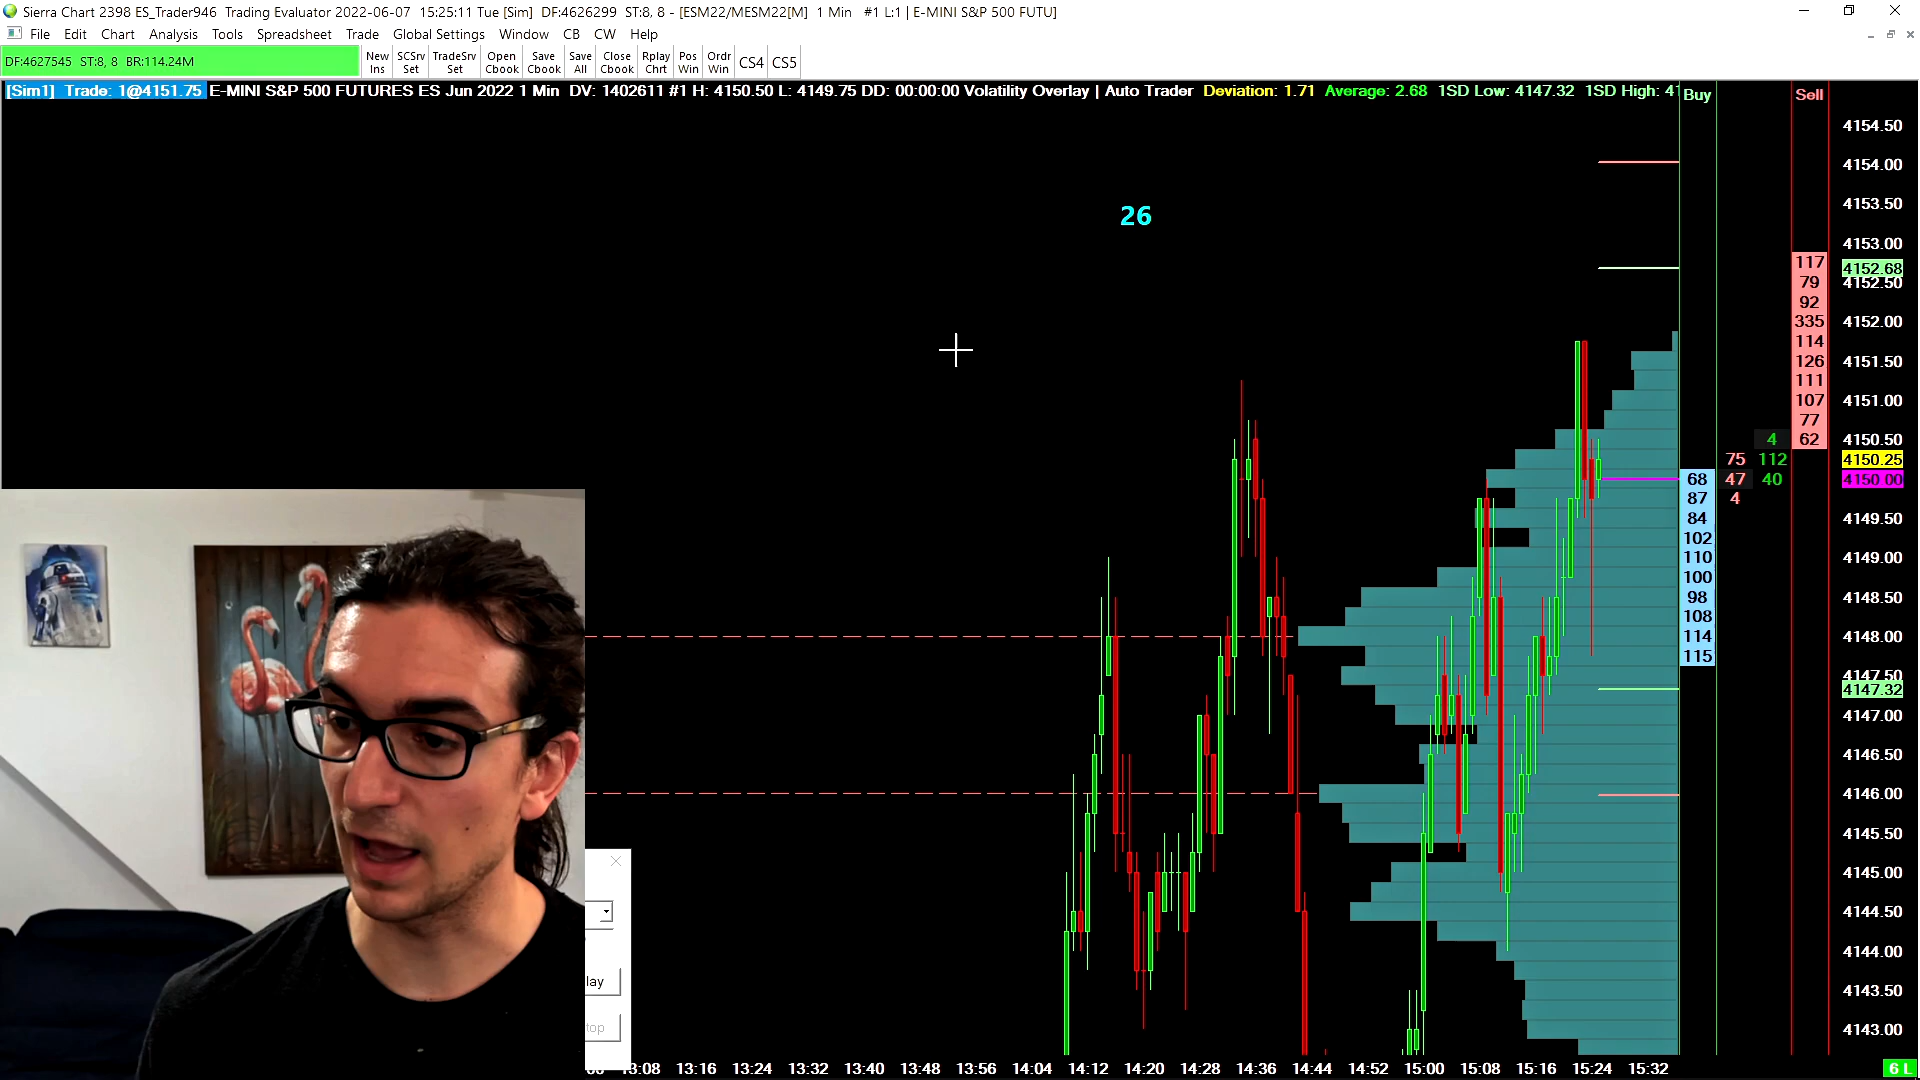 Sierra Chart 2398 ES_Trader946  Trading Evaluator 2022-06-07  15:25:11 Tue [Sim]  DF:4626299  ST:8, 8 - [ESM22/MESM22[M]  1 Min  #1 L:1 | E-MINI S&P 500 FUTU]
File Edit Chart Analysis Tools Spreadsheet Trade Global Settings Window CB CW Help
DF:4627545  ST:8, 8  BR:114.24M
New Ins
SCSrv Set
TradeSrv Set
Open Cbook
Save Cbook
Save All
Close Cbook
Rplay Chrt
Pos Win
Ordr Win
CS4
CS5
[Sim1]  Trade: 1@4151.75 E-MINI S&P 500 FUTURES ES Jun 2022 1 Min  DV: 1402611 #1 H: 4150.50 L: 4149.75 DD: 00:00:00 Volatility Overlay | Auto Trader  Deviation: 1.71  Average: 2.68  1SD Low: 4147.32  1SD High: 41
Buy
Sell
26
4154.50
4154.00
4153.50
4153.00
117 4152.68
79 4152.50
92
335 4152.00
114
126 4151.50
111
107 4151.00
77
4 62 4150.50
75 112 4150.25
68 47 40 4150.00
87 4
84 4149.50
102
110 4149.00
100
98 4148.50
108
114 4148.00
115
4147.50
4147.32
4147.00
4146.50
4146.00
4145.50
4145.00
4144.50
4144.00
4143.50
4143.00
lay
top
13:08 13:16 13:24 13:32 13:40 13:48 13:56 14:04 14:12 14:20 14:28 14:36 14:44 14:52 15:00 15:08 15:16 15:24 15:32
6 L